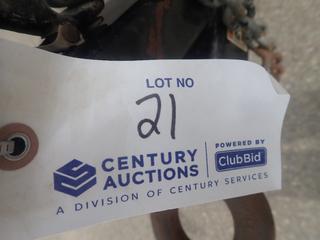 LOT NO
21
CENTURY AUCTIONS
POWERED BY
ClubBid
A DIVISION OF CENTURY SERVICES